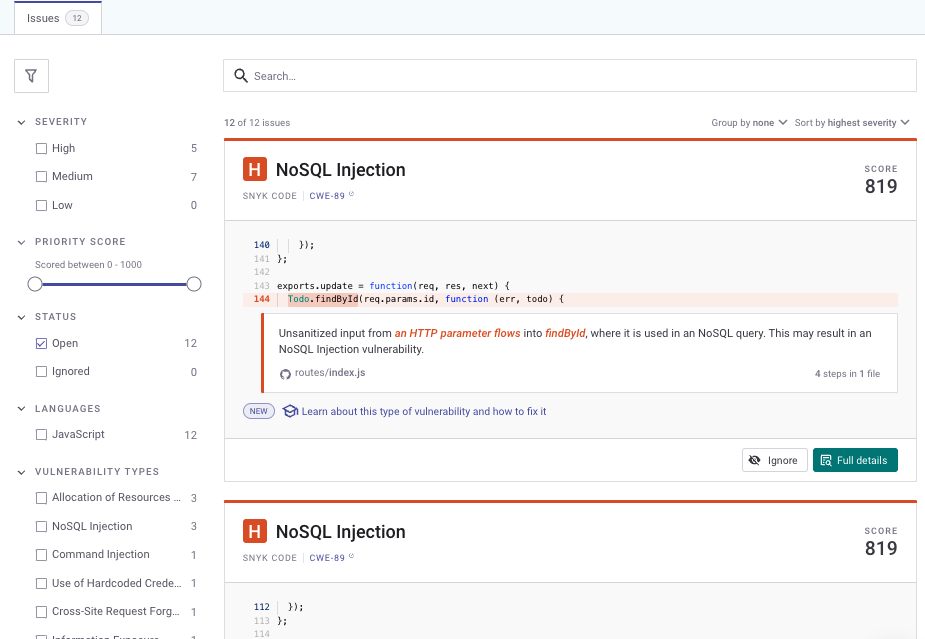 Issues 12
Search...
SEVERITY
High 5
Medium 7
Low 0
PRIORITY SCORE
Scored between 0 - 1000
STATUS
Open 12
Ignored 0
LANGUAGES
JavaScript 12
VULNERABILITY TYPES
Allocation of Resources ... 3
NoSQL Injection 3
Command Injection 1
Use of Hardcoded Crede... 1
Cross-Site Request Forg... 1
12 of 12 issues
Group by none Sort by highest severity
H NoSQL Injection
SNYK CODE CWE-89
SCORE
819
140 });
141 };
142
143 exports.update = function(req, res, next) {
144 Todo.findById(req.params.id, function (err, todo) {
Unsanitized input from an HTTP parameter flows into findById, where it is used in an NoSQL query. This may result in an
NoSQL Injection vulnerability.
routes/index.js 4 steps in 1 file
NEW Learn about this type of vulnerability and how to fix it
Ignore Full details
H NoSQL Injection
SNYK CODE CWE-89
SCORE
819
112 });
113 };
114